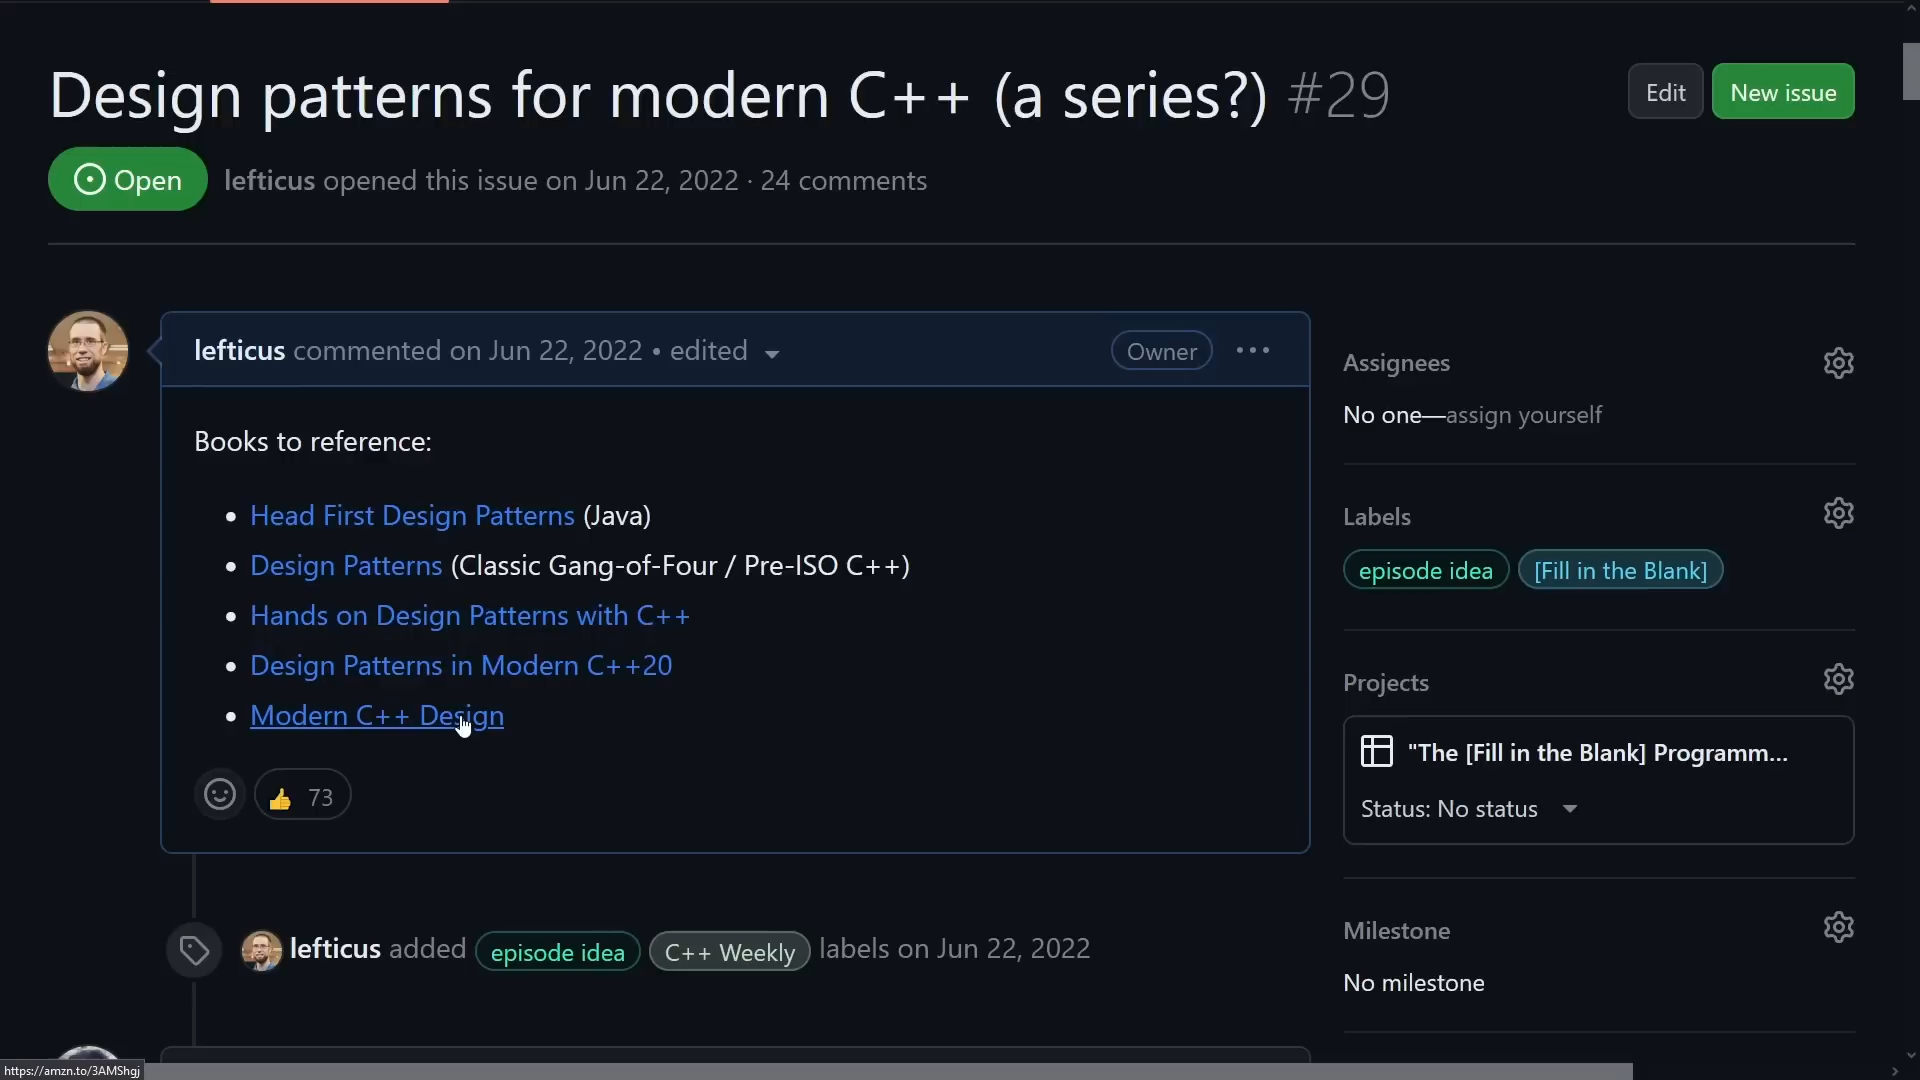 Design patterns for modern C++ (a series?) #29
Edit
New issue
Open
lefticus opened this issue on Jun 22, 2022 · 24 comments
lefticus commented on Jun 22, 2022 • edited
Owner
Books to reference:
• Head First Design Patterns (Java)
• Design Patterns (Classic Gang-of-Four / Pre-ISO C++)
• Hands on Design Patterns with C++
• Design Patterns in Modern C++20
• Modern C++ Design
👍 73
lefticus added episode idea C++ Weekly labels on Jun 22, 2022
Assignees
No one—assign yourself
Labels
episode idea [Fill in the Blank]
Projects
"The [Fill in the Blank] Programm...
Status: No status
Milestone
No milestone
https://amzn.to/3AMShgj